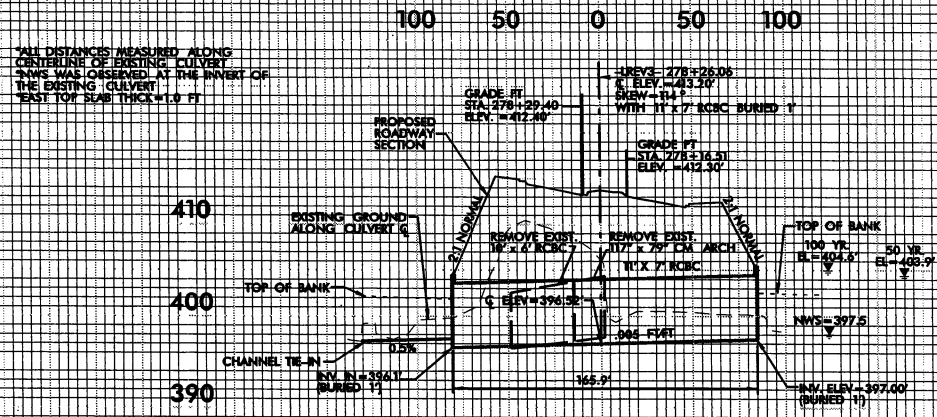 100 50 0 50 100
*ALL DISTANCES MEASURED ALONG
CENTERLINE OF EXISTING CULVERT
*NWS WAS OBSERVED AT THE INVERT OF
THE EXISTING CULVERT
*EAST TOP SLAB THICK=1.0 FT
-LREV3- 278+26.06
℄ ELEV.=413.20'
SKEW=114°
WITH 11' x 7' RCBC BURIED 1'
GRADE PT
STA. 278+29.40
ELEV. =412.40'
PROPOSED
ROADWAY
SECTION
GRADE PT
STA. 278+16.51
ELEV. =412.30'
410
EXISTING GROUND
ALONG CULVERT ℄
2:1 NORMAL
REMOVE EXIST.
10' x 6' RCBC
REMOVE EXIST.
117" x 79" CM ARCH
11' X 7' RCBC
2:1 NORMAL
TOP OF BANK
100 YR.
EL=404.6'
50 YR.
EL=403.9'
TOP OF BANK
400
℄ ELEV=396.52'
NWS=397.5
.005 FT/FT
0.5%
CHANNEL TIE-IN
INV. IN=396.1'
(BURIED 1')
165.9'
390
INV. ELEV=397.00'
(BURIED 1')